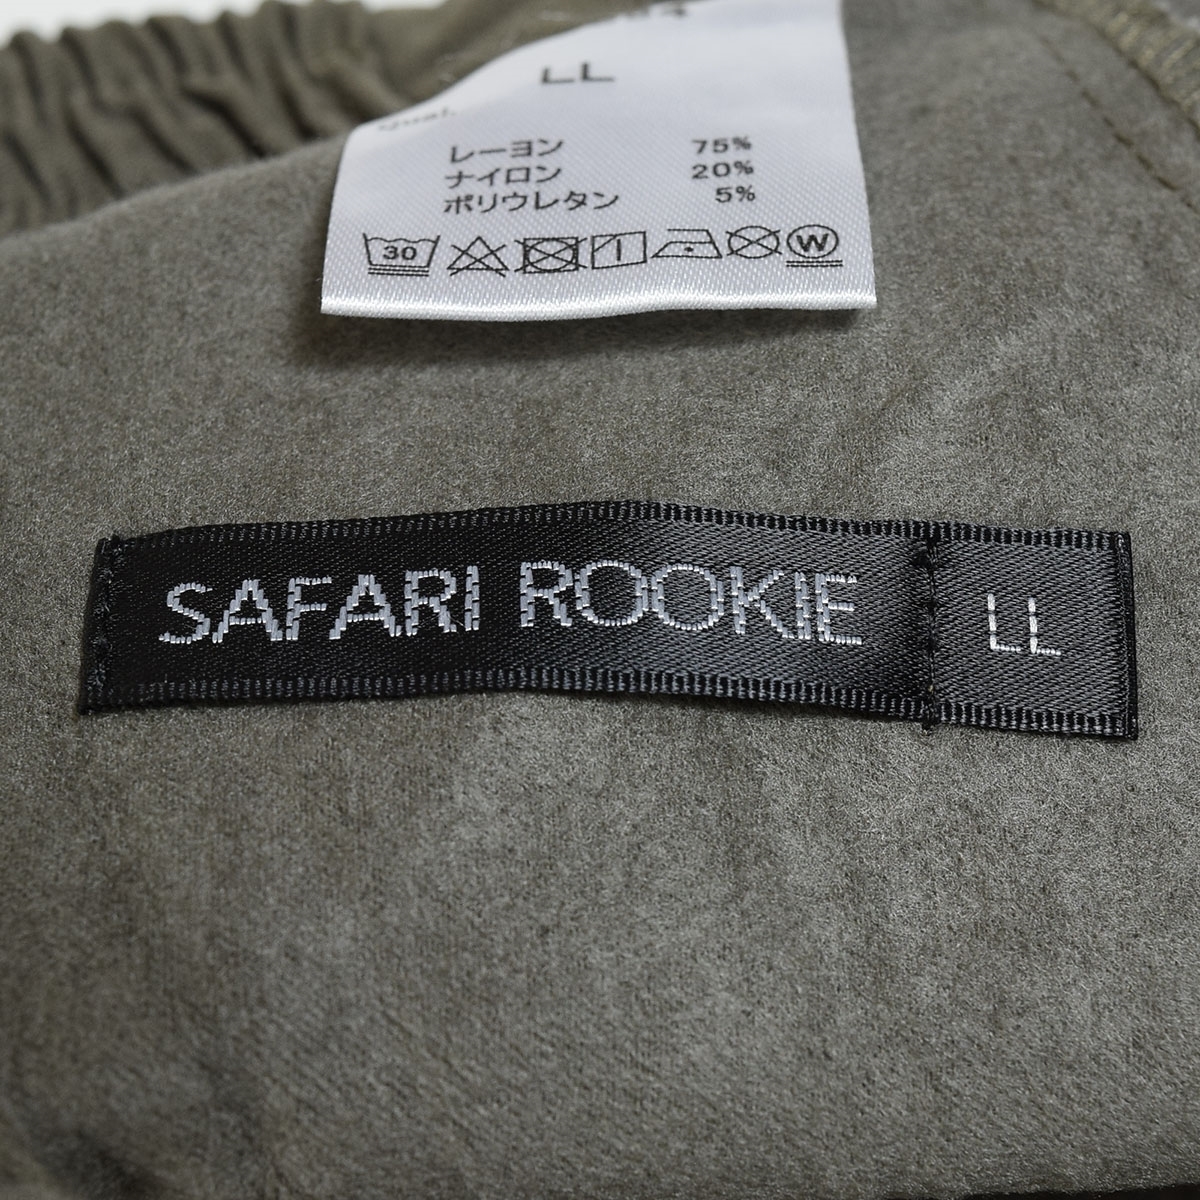 LL
レーヨン 75%
ナイロン 20%
ポリウレタン 5%
30 W
SAFARI ROOKIE LL